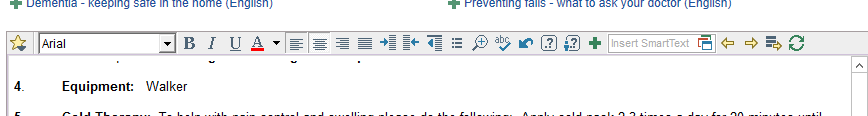 Dementia - keeping safe in the home (English) Preventing falls - what to ask your doctor (English)
Arial B I U A abc Insert SmartText
4. Equipment: Walker
5. Cold Therapy: To help with pain control and swelling please do the following: Apply cold pack 2-3 times a day for 20 minutes until